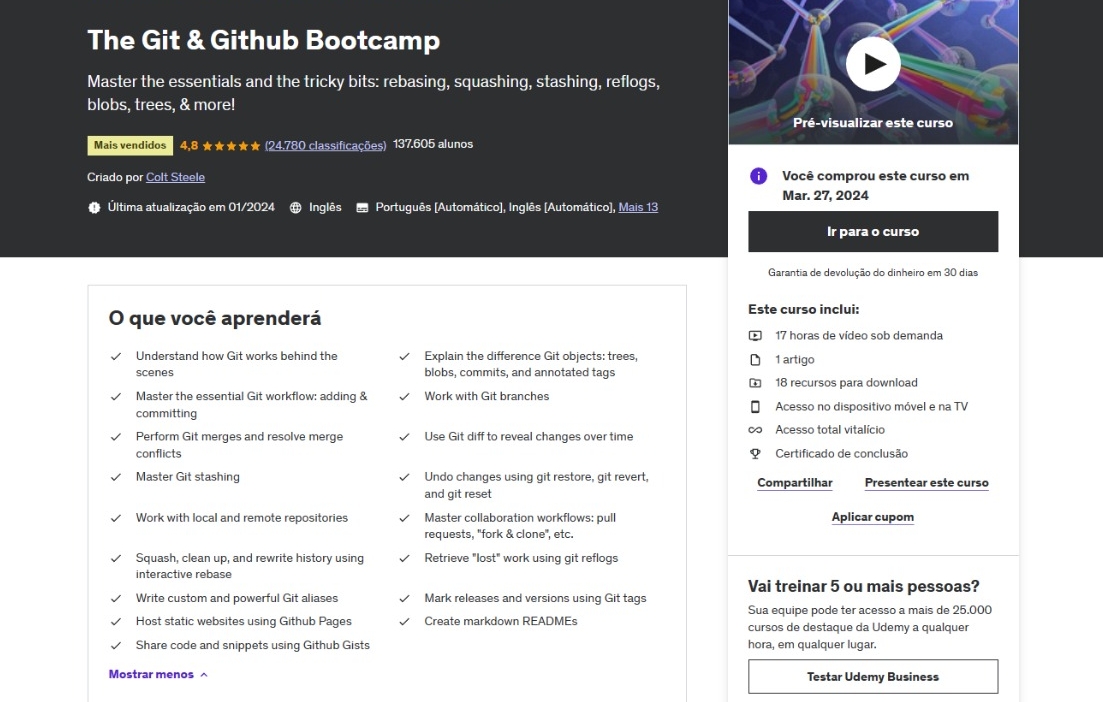 The Git & Github Bootcamp
Master the essentials and the tricky bits: rebasing, squashing, stashing, reflogs,
blobs, trees, & more!
Mais vendidos 4,8 (24.780 classificações) 137.605 alunos
Criado por Colt Steele
Última atualização em 01/2024 Inglês Português [Automático], Inglês [Automático], Mais 13
Pré-visualizar este curso
Você comprou este curso em
Mar. 27, 2024
Ir para o curso
Garantia de devolução do dinheiro em 30 dias
Este curso inclui:
17 horas de vídeo sob demanda
1 artigo
18 recursos para download
Acesso no dispositivo móvel e na TV
Acesso total vitalício
Certificado de conclusão
Compartilhar Presentear este curso
Aplicar cupom
Vai treinar 5 ou mais pessoas?
Sua equipe pode ter acesso a mais de 25.000
cursos de destaque da Udemy a qualquer
hora, em qualquer lugar.
Testar Udemy Business
O que você aprenderá
Understand how Git works behind the
scenes
Explain the difference Git objects: trees,
blobs, commits, and annotated tags
Master the essential Git workflow: adding &
committing
Work with Git branches
Perform Git merges and resolve merge
conflicts
Use Git diff to reveal changes over time
Master Git stashing
Undo changes using git restore, git revert,
and git reset
Work with local and remote repositories
Master collaboration workflows: pull
requests, "fork & clone", etc.
Squash, clean up, and rewrite history using
interactive rebase
Retrieve "lost" work using git reflogs
Write custom and powerful Git aliases
Mark releases and versions using Git tags
Host static websites using Github Pages
Create markdown READMEs
Share code and snippets using Github Gists
Mostrar menos